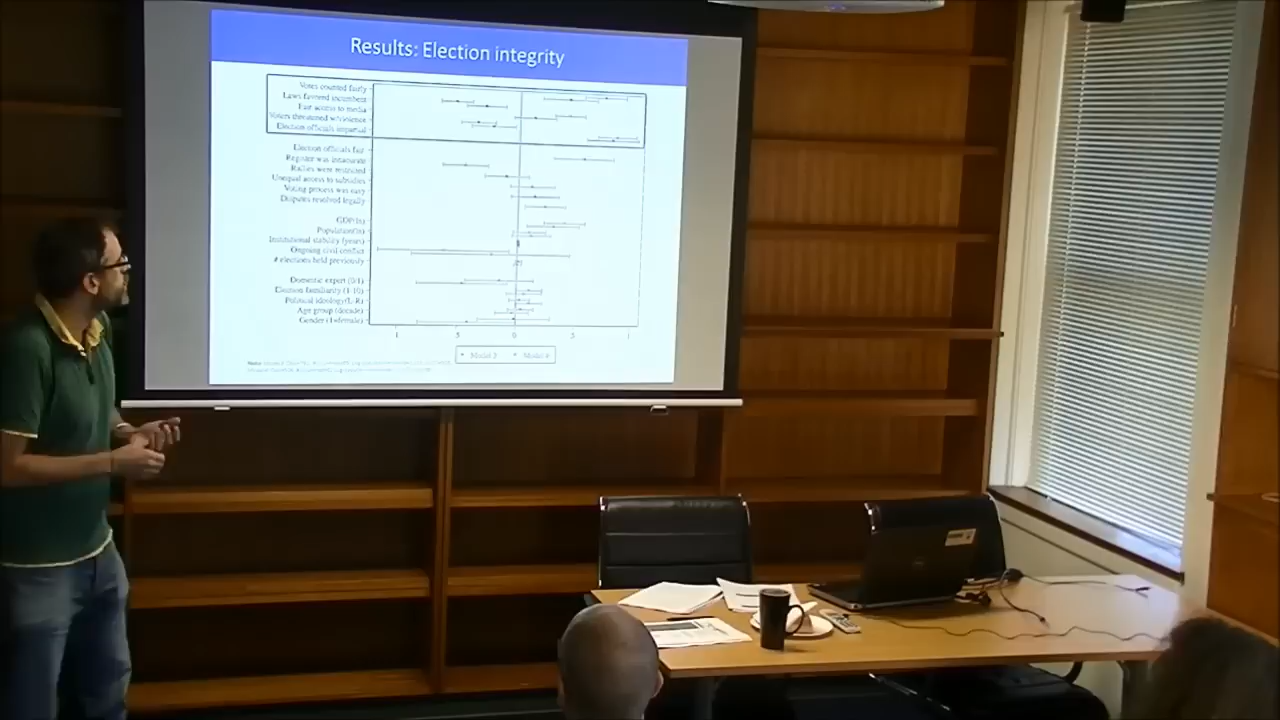 Results: Election integrity
Votes counted fairly
Laws favored incumbent
Fair access to media
Voters threatened w/violence
Election officials impartial
Election officials fair
Register was inaccurate
Rallies were restricted
Unequal access to subsidies
Voting process was easy
Disputes resolved legally
GDP(ln)
Population(ln)
Institutional stability (years)
Ongoing civil conflict
# elections held previously
Domestic expert (0/1)
Election familiarity (1-10)
Political ideology(L-R)
Age group (decade)
Gender (1=female)
0 .5 1
Note: